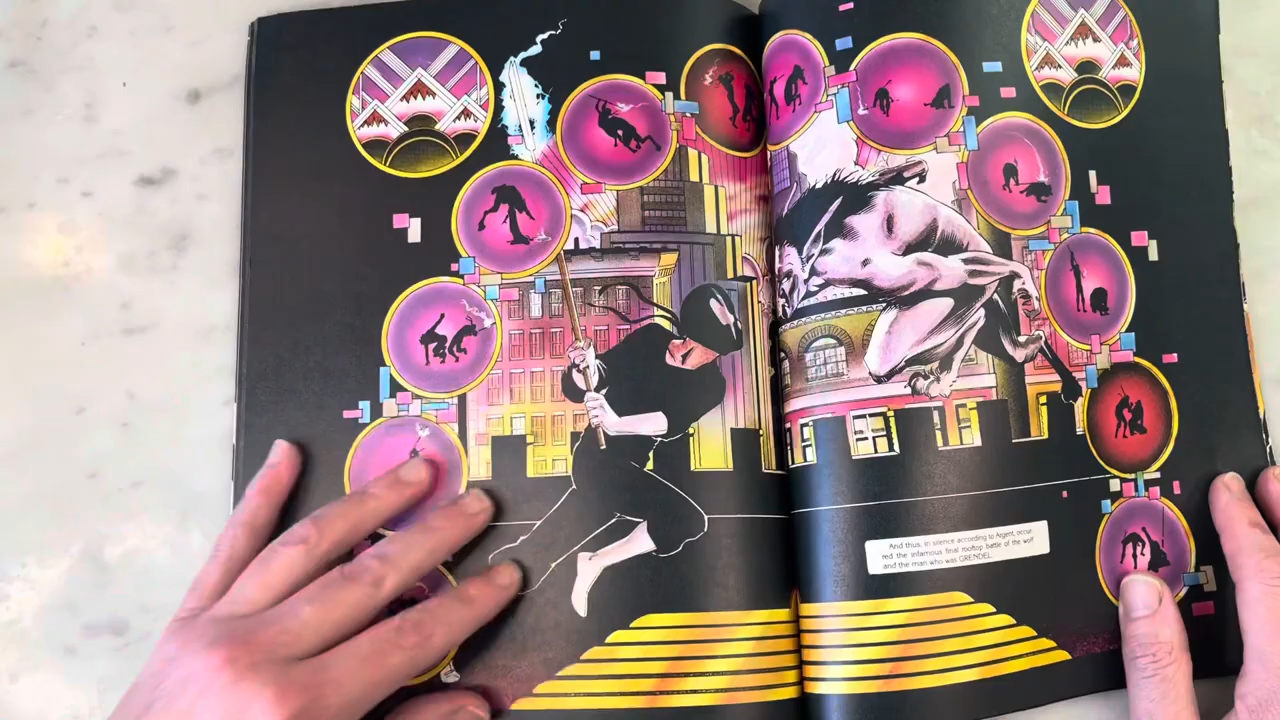 And thus, in silence according to Argent, occur-
red the infamous final rooftop battle of the wolf
and the man who was GRENDEL.